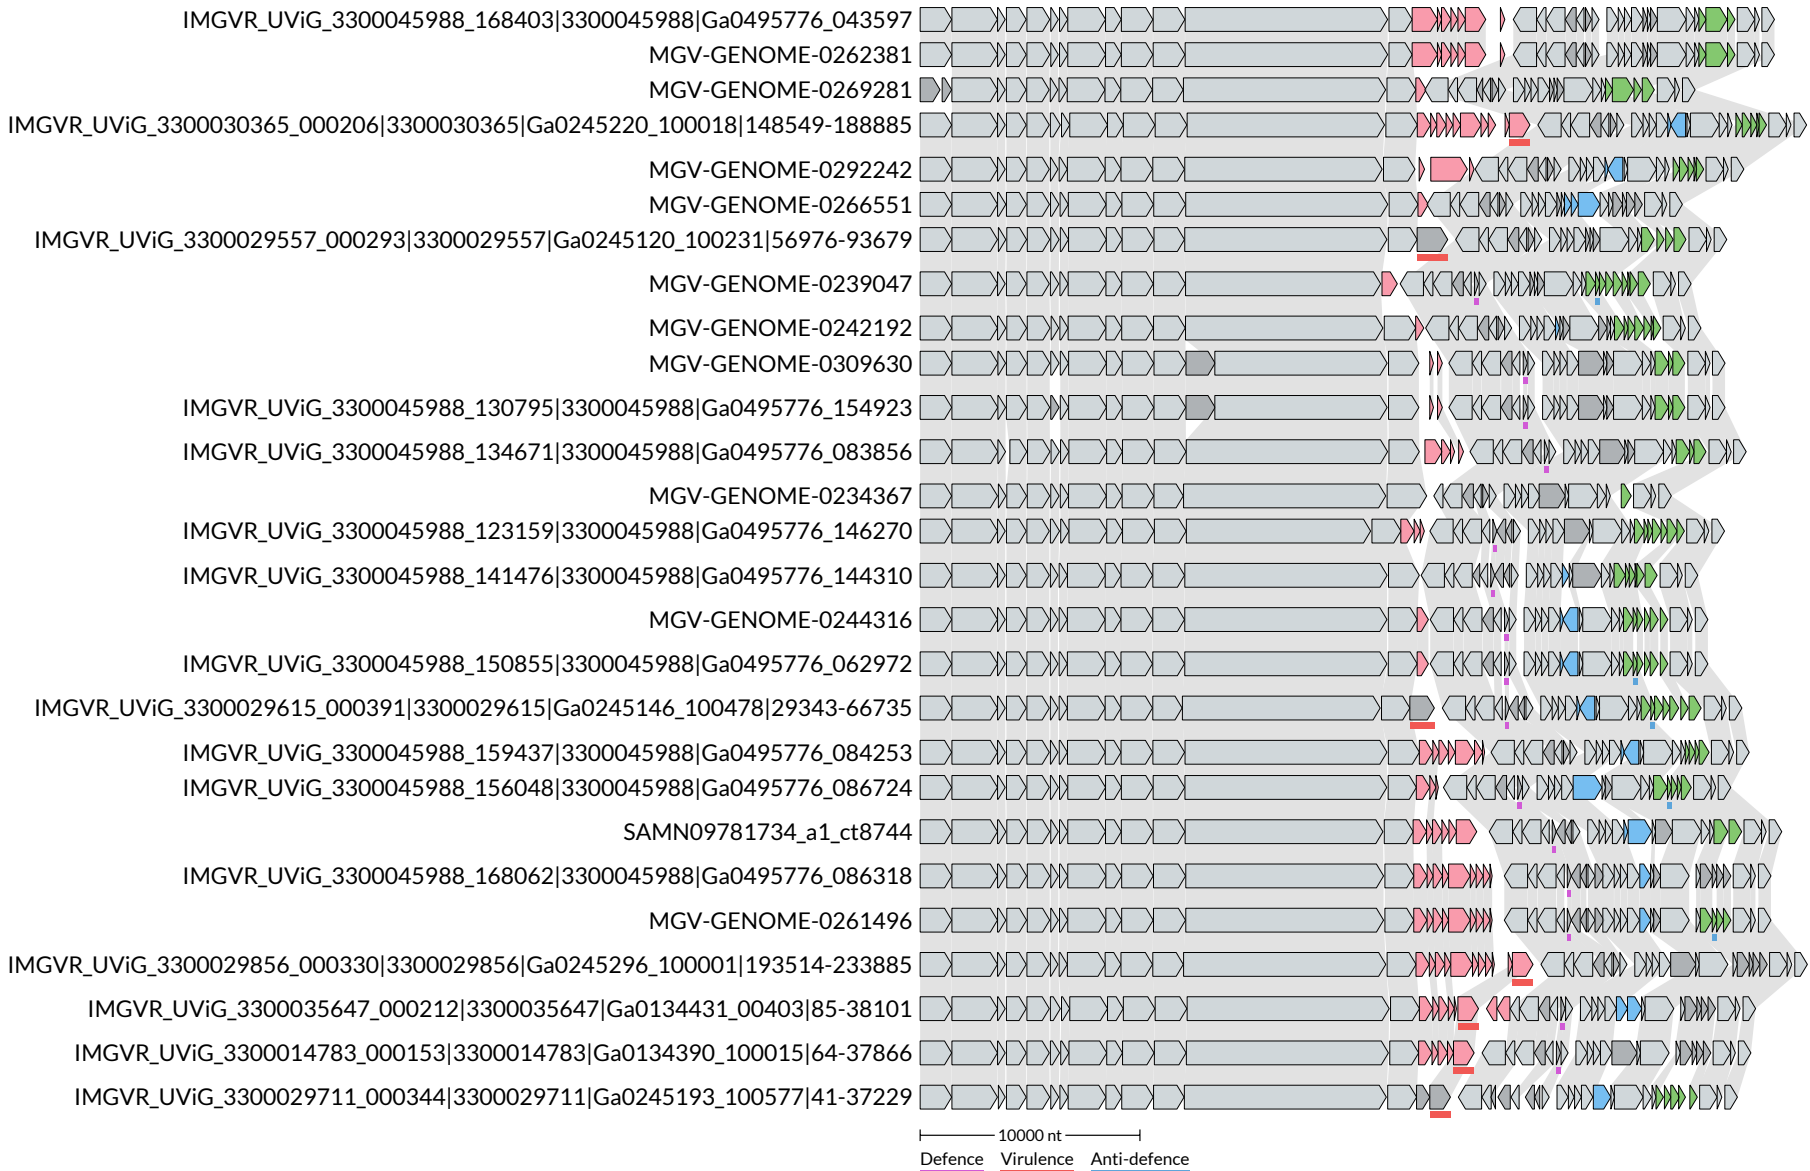 IMGVR_UViG_3300045988_168403|3300045988|Ga0495776_043597
MGV-GENOME-0262381
MGV-GENOME-0269281
IMGVR_UViG_3300030365_000206|3300030365|Ga0245220_100018|148549-188885
MGV-GENOME-0292242
MGV-GENOME-0266551
IMGVR_UViG_3300029557_000293|3300029557|Ga0245120_100231|56976-93679
MGV-GENOME-0239047
MGV-GENOME-0242192
MGV-GENOME-0309630
IMGVR_UViG_3300045988_130795|3300045988|Ga0495776_154923
IMGVR_UViG_3300045988_134671|3300045988|Ga0495776_083856
MGV-GENOME-0234367
IMGVR_UViG_3300045988_123159|3300045988|Ga0495776_146270
IMGVR_UViG_3300045988_141476|3300045988|Ga0495776_144310
MGV-GENOME-0244316
IMGVR_UViG_3300045988_150855|3300045988|Ga0495776_062972
IMGVR_UViG_3300029615_000391|3300029615|Ga0245146_100478|29343-66735
IMGVR_UViG_3300045988_159437|3300045988|Ga0495776_084253
IMGVR_UViG_3300045988_156048|3300045988|Ga0495776_086724
SAMN09781734_a1_ct8744
IMGVR_UViG_3300045988_168062|3300045988|Ga0495776_086318
MGV-GENOME-0261496
IMGVR_UViG_3300029856_000330|3300029856|Ga0245296_100001|193514-233885
IMGVR_UViG_3300035647_000212|3300035647|Ga0134431_00403|85-38101
IMGVR_UViG_3300014783_000153|3300014783|Ga0134390_100015|64-37866
IMGVR_UViG_3300029711_000344|3300029711|Ga0245193_100577|41-37229
10000 nt
Defence Virulence Anti-defence